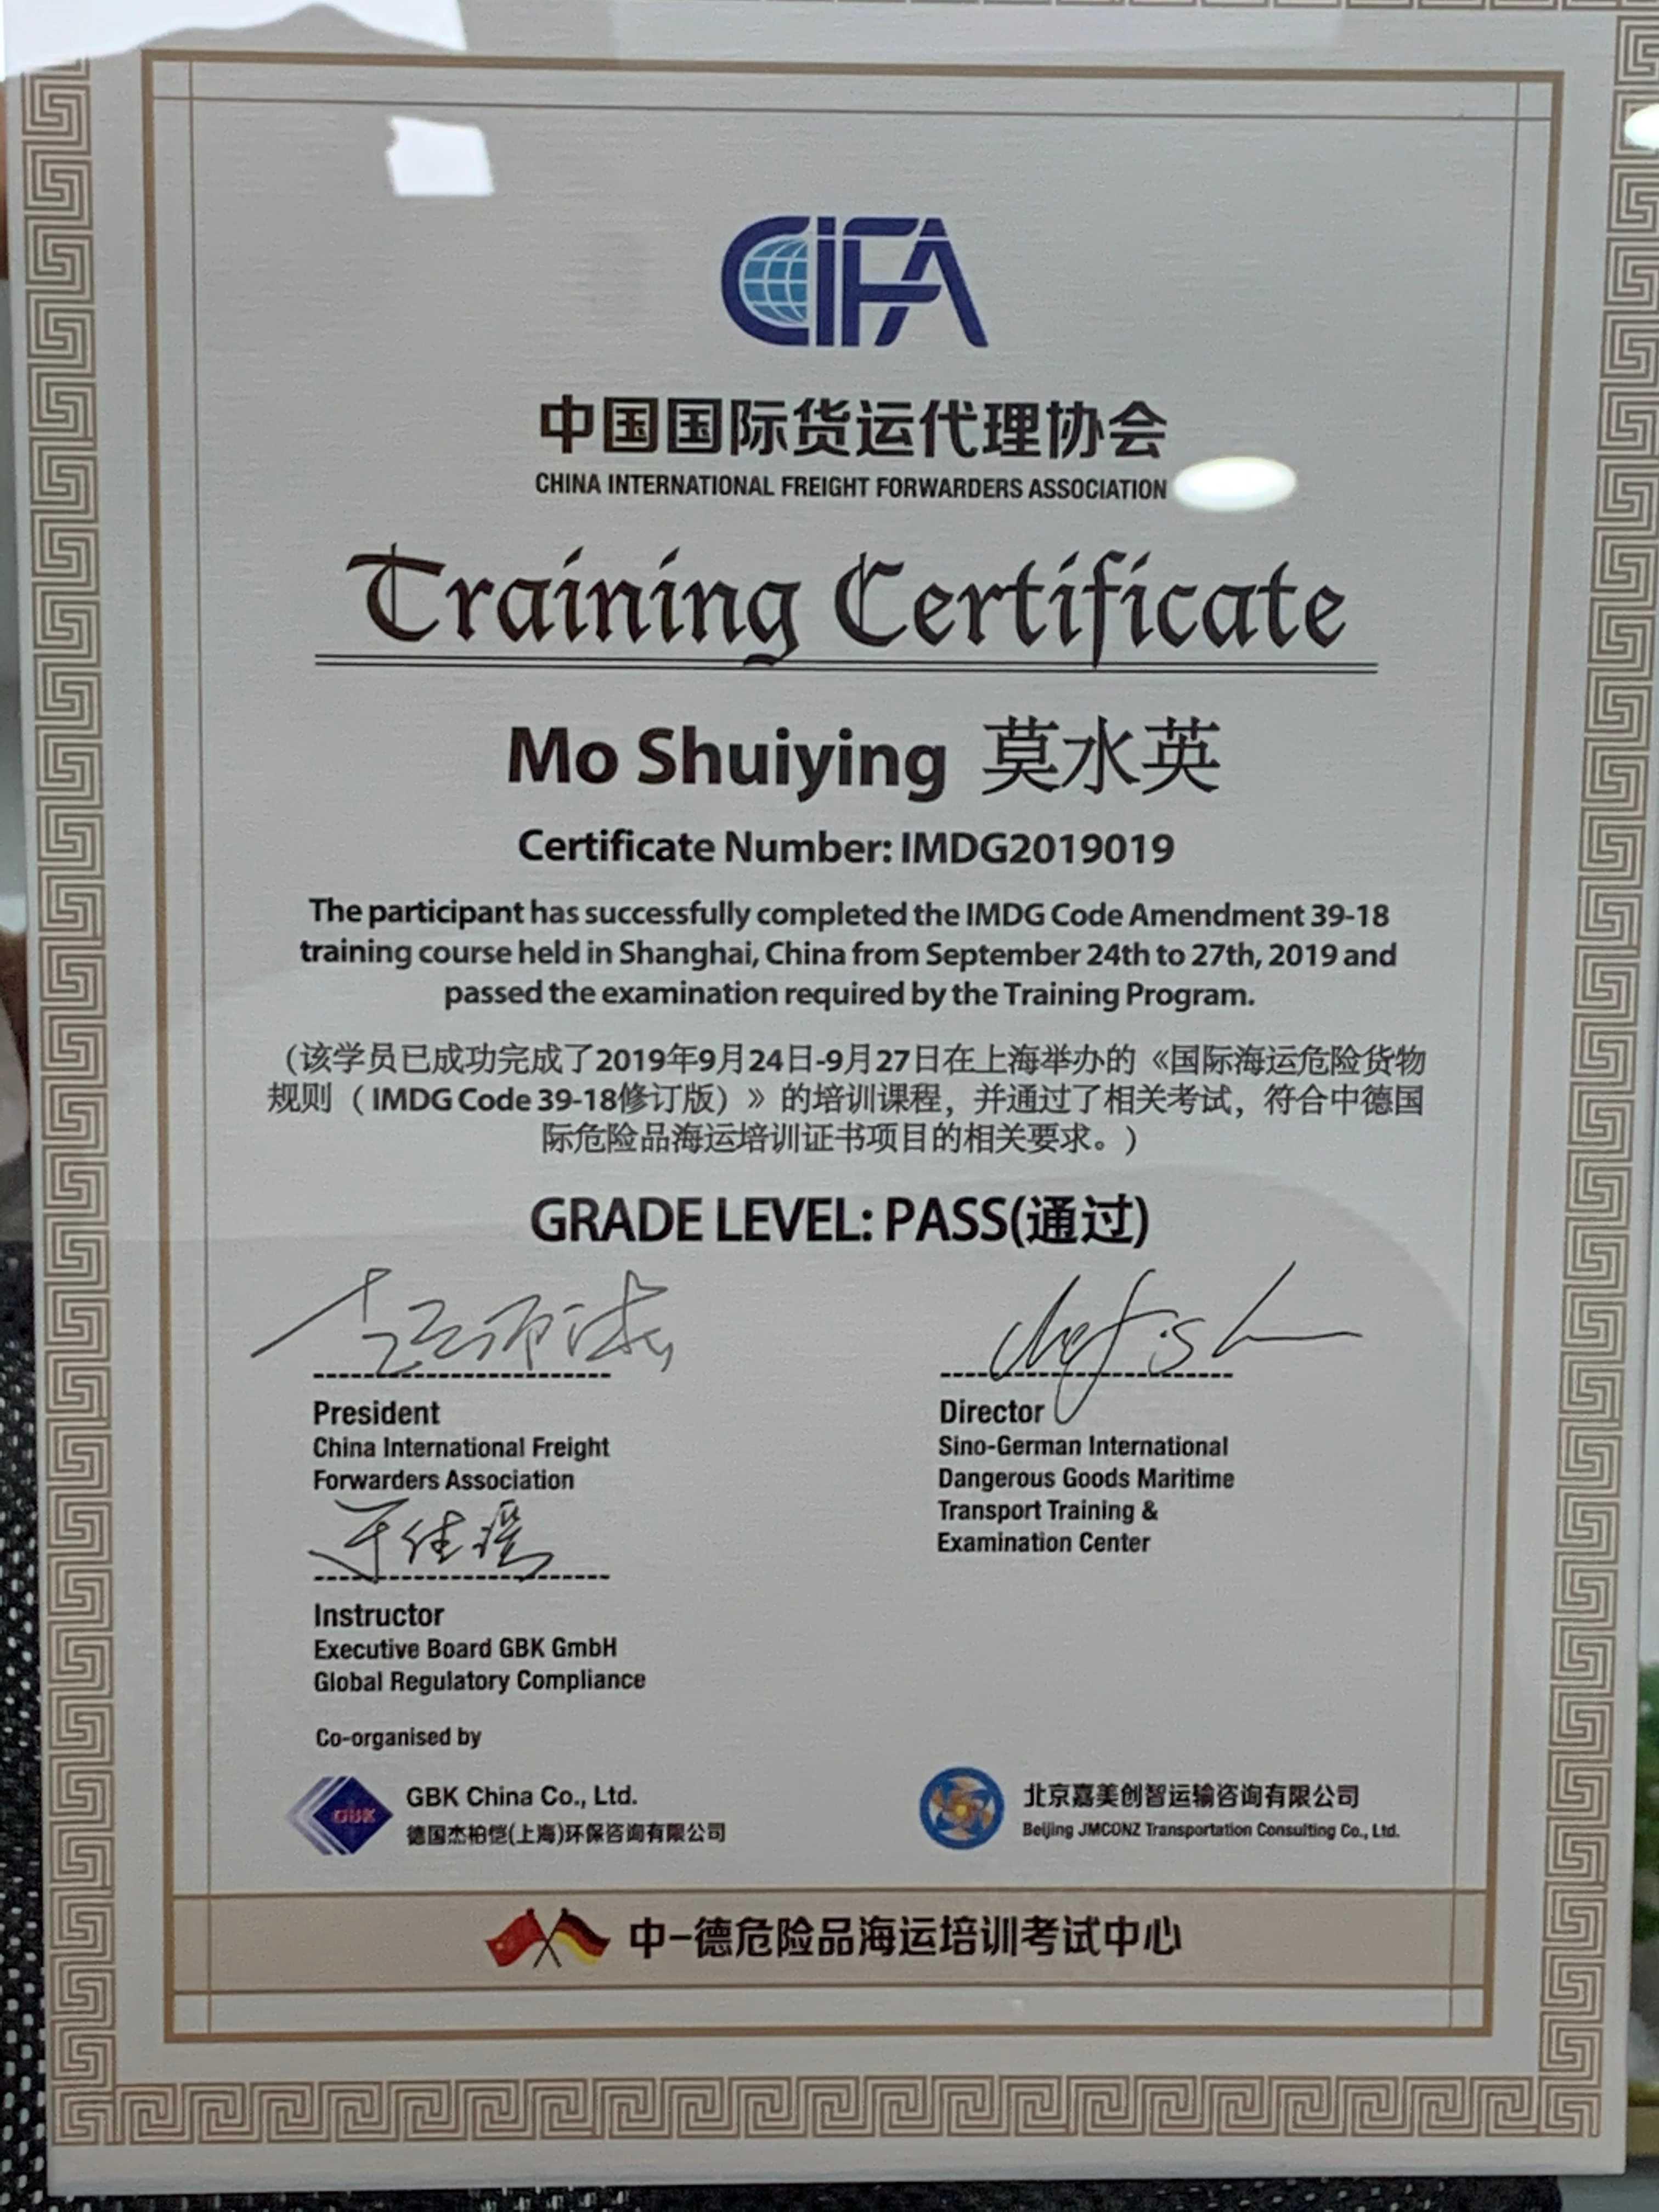 CIFA
中国国际货运代理协会
CHINA INTERNATIONAL FREIGHT FORWARDERS ASSOCIATION
Training Certificate
Mo Shuiying 莫水英
Certificate Number: IMDG2019019
The participant has successfully completed the IMDG Code Amendment 39-18
training course held in Shanghai, China from September 24th to 27th, 2019 and
passed the examination required by the Training Program.
（该学员已成功完成了2019年9月24日-9月27日在上海举办的《国际海运危险货物
规则（IMDG Code 39-18修订版）》的培训课程，并通过了相关考试，符合中德国
际危险品海运培训证书项目的相关要求。）
GRADE LEVEL: PASS(通过)
President
China International Freight
Forwarders Association
Director
Sino-German International
Dangerous Goods Maritime
Transport Training &
Examination Center
Instructor
Executive Board GBK GmbH
Global Regulatory Compliance
Co-organised by
GBK
GBK China Co., Ltd.
德国杰柏恺(上海)环保咨询有限公司
北京嘉美创智运输咨询有限公司
Beijing JMCONZ Transportation Consulting Co., Ltd.
中-德危险品海运培训考试中心